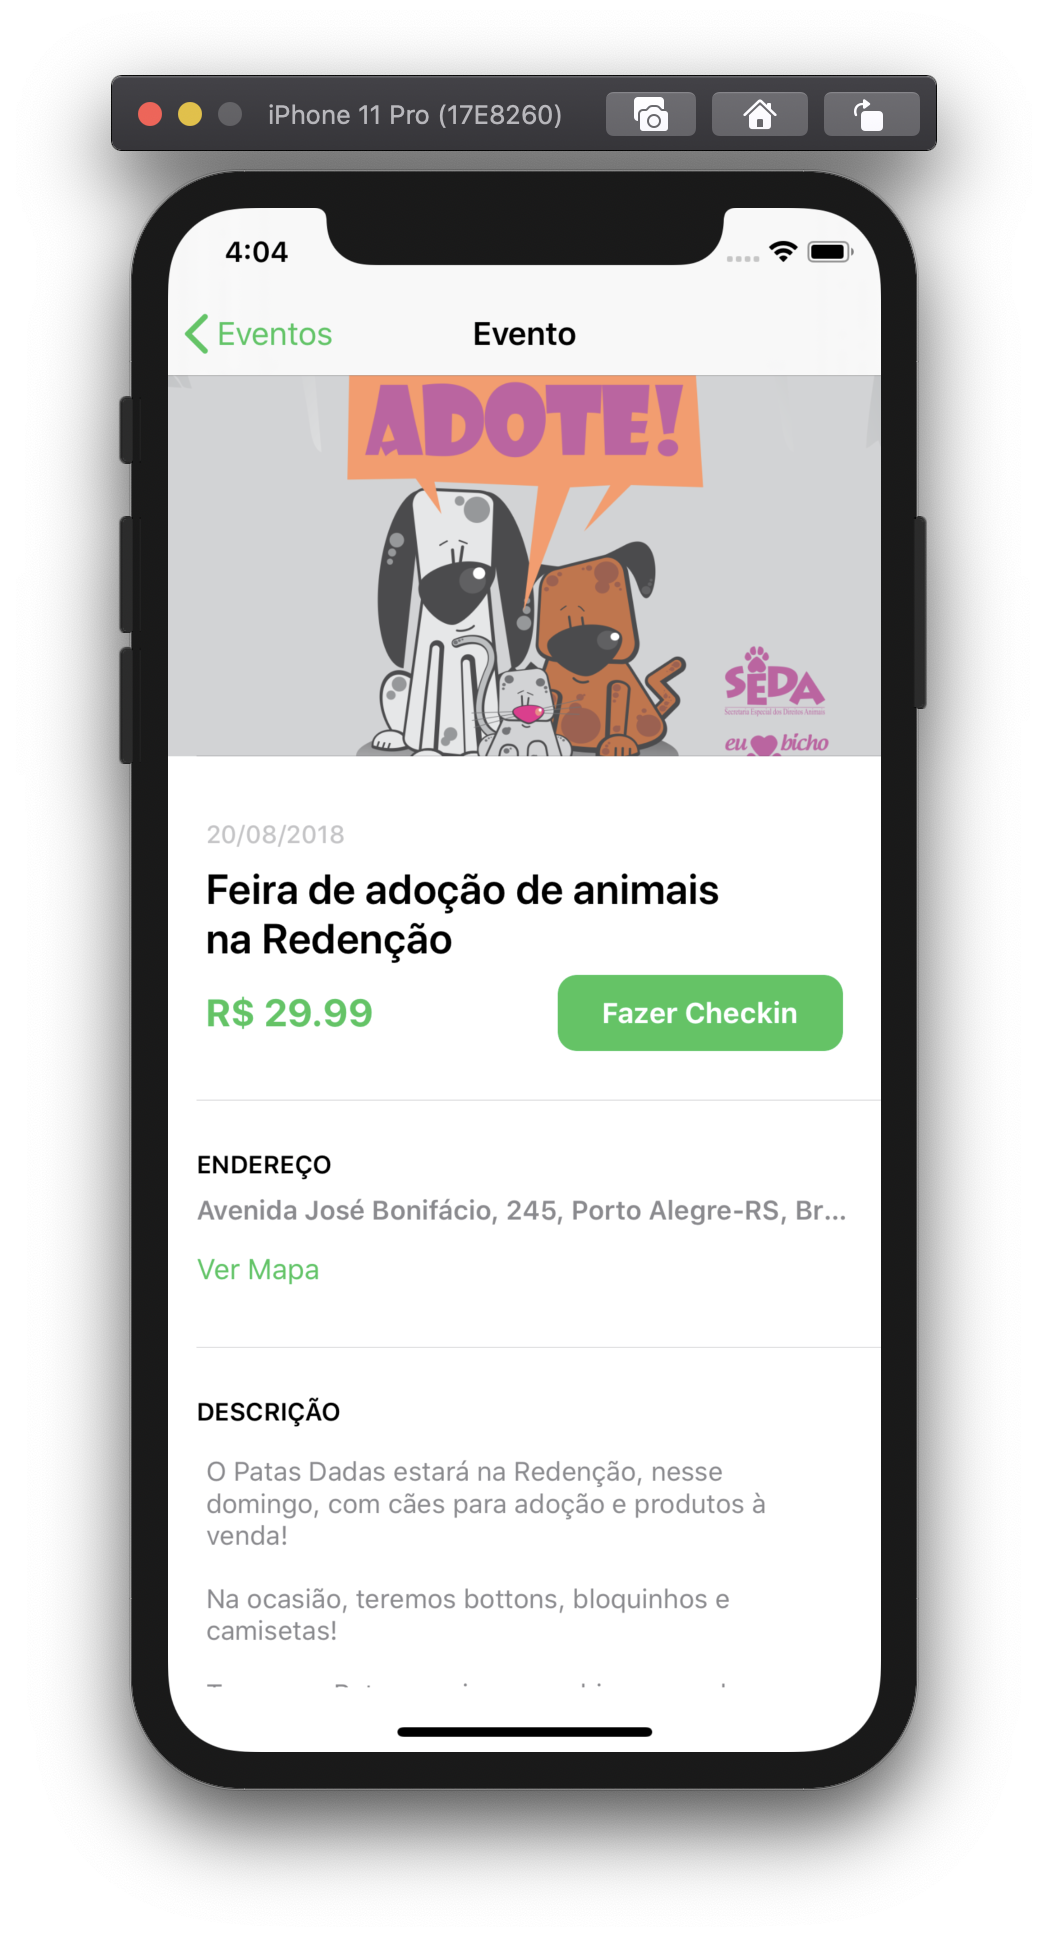 iPhone 11 Pro (17E8260)
4:04
Eventos
Evento
ADOTE!
SEDA
Secretaria Especial dos Direitos Animais
eu bicho
20/08/2018
Feira de adoção de animais
na Redenção
R$ 29.99
Fazer Checkin
ENDEREÇO
Avenida José Bonifácio, 245, Porto Alegre-RS, Br...
Ver Mapa
DESCRIÇÃO
O Patas Dadas estará na Redenção, nesse
domingo, com cães para adoção e produtos à
venda!
Na ocasião, teremos bottons, bloquinhos e
camisetas!